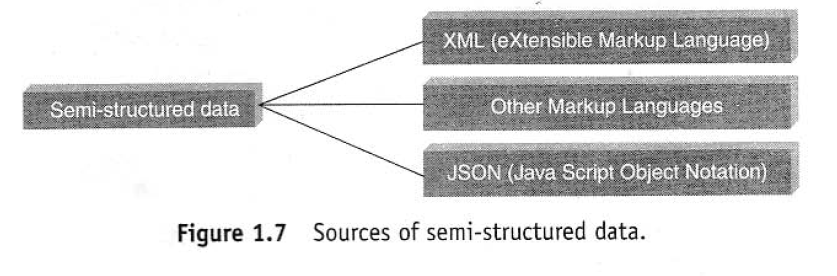 XML (eXtensible Markup Language)
Semi-structured data
Other Markup Languages
JSON (Java Script Object Notation)
Figure 1.7 Sources of semi-structured data.